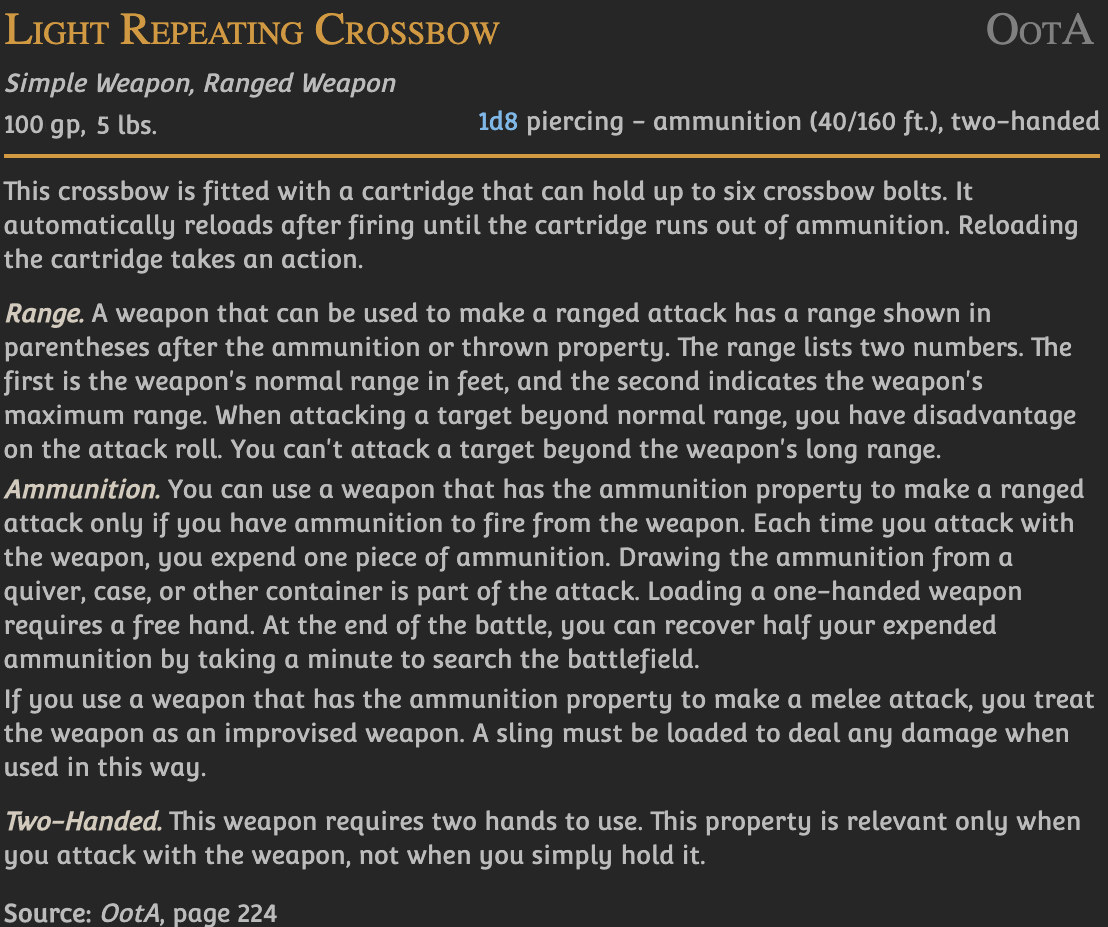 Light Repeating Crossbow OotA
Simple Weapon, Ranged Weapon
100 gp, 5 lbs. 1d8 piercing - ammunition (40/160 ft.), two-handed
This crossbow is fitted with a cartridge that can hold up to six crossbow bolts. It
automatically reloads after firing until the cartridge runs out of ammunition. Reloading
the cartridge takes an action.
Range. A weapon that can be used to make a ranged attack has a range shown in
parentheses after the ammunition or thrown property. The range lists two numbers. The
first is the weapon's normal range in feet, and the second indicates the weapon's
maximum range. When attacking a target beyond normal range, you have disadvantage
on the attack roll. You can't attack a target beyond the weapon's long range.
Ammunition. You can use a weapon that has the ammunition property to make a ranged
attack only if you have ammunition to fire from the weapon. Each time you attack with
the weapon, you expend one piece of ammunition. Drawing the ammunition from a
quiver, case, or other container is part of the attack. Loading a one-handed weapon
requires a free hand. At the end of the battle, you can recover half your expended
ammunition by taking a minute to search the battlefield.
If you use a weapon that has the ammunition property to make a melee attack, you treat
the weapon as an improvised weapon. A sling must be loaded to deal any damage when
used in this way.
Two-Handed. This weapon requires two hands to use. This property is relevant only when
you attack with the weapon, not when you simply hold it.
Source: OotA, page 224